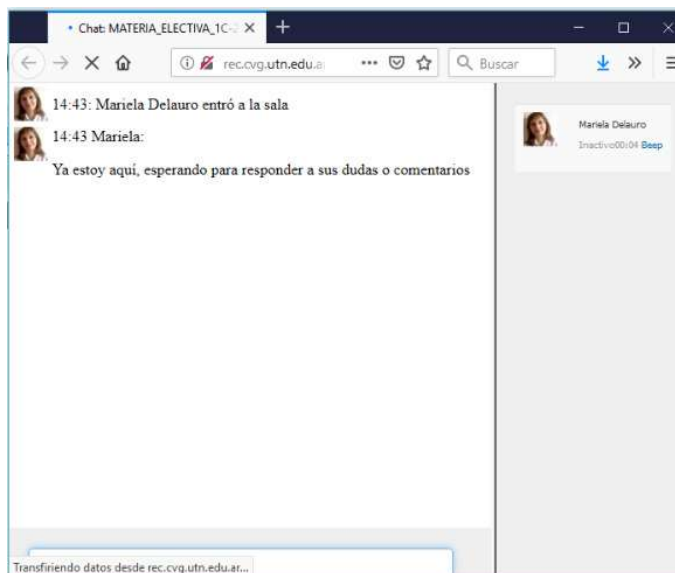 Chat: MATERIA_ELECTIVA_1C-
rec.cvg.utn.edu.a
Buscar
14:43: Mariela Delauro entró a la sala
14:43 Mariela:
Ya estoy aquí, esperando para responder a sus dudas o comentarios
Mariela Delauro
Inactivo00:04 Beep
Transfiriendo datos desde rec.cvg.utn.edu.ar...